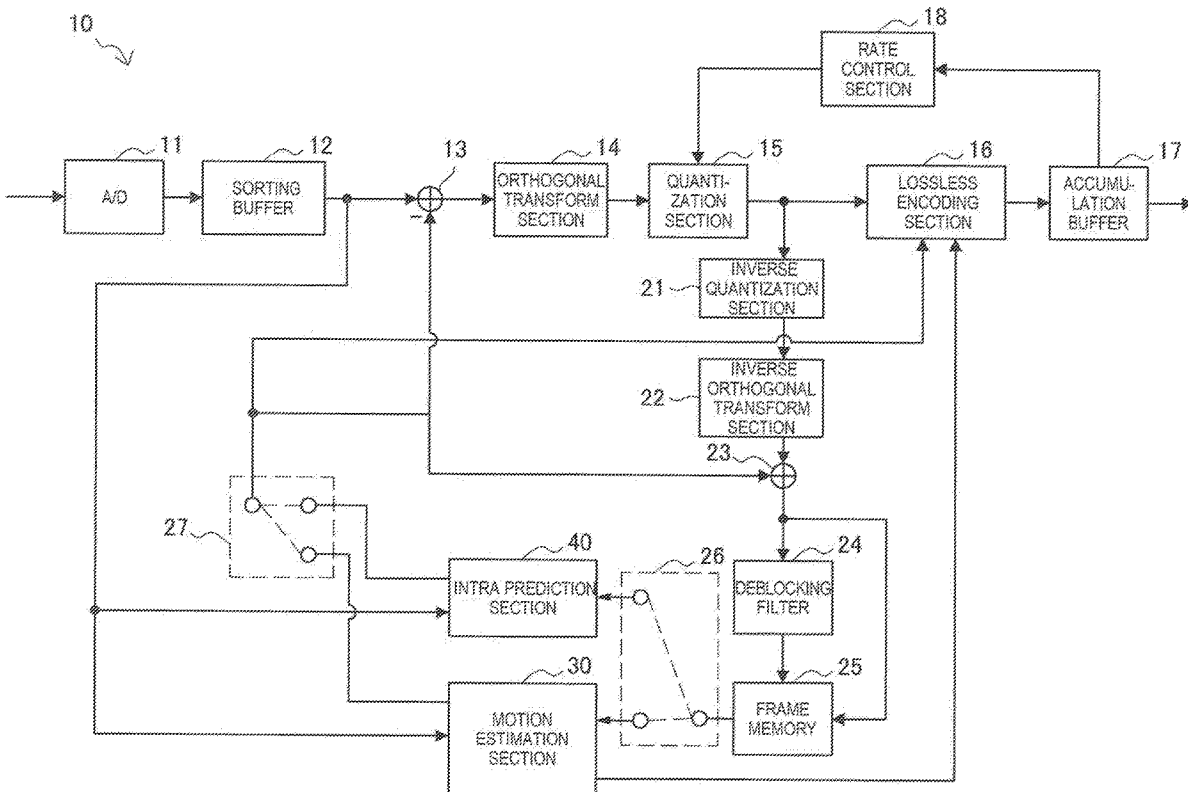 10
18
RATE
CONTROL
SECTION
11
A/D
12
SORTING
BUFFER
13
−
14
ORTHOGONAL
TRANSFORM
SECTION
15
QUANTI-
ZATION
SECTION
16
LOSSLESS
ENCODING
SECTION
17
ACCUMU-
LATION
BUFFER
21
INVERSE
QUANTIZATION
SECTION
22
INVERSE
ORTHOGONAL
TRANSFORM
SECTION
23
27
40
INTRA PREDICTION
SECTION
26
24
DEBLOCKING
FILTER
30
MOTION
ESTIMATION
SECTION
25
FRAME
MEMORY